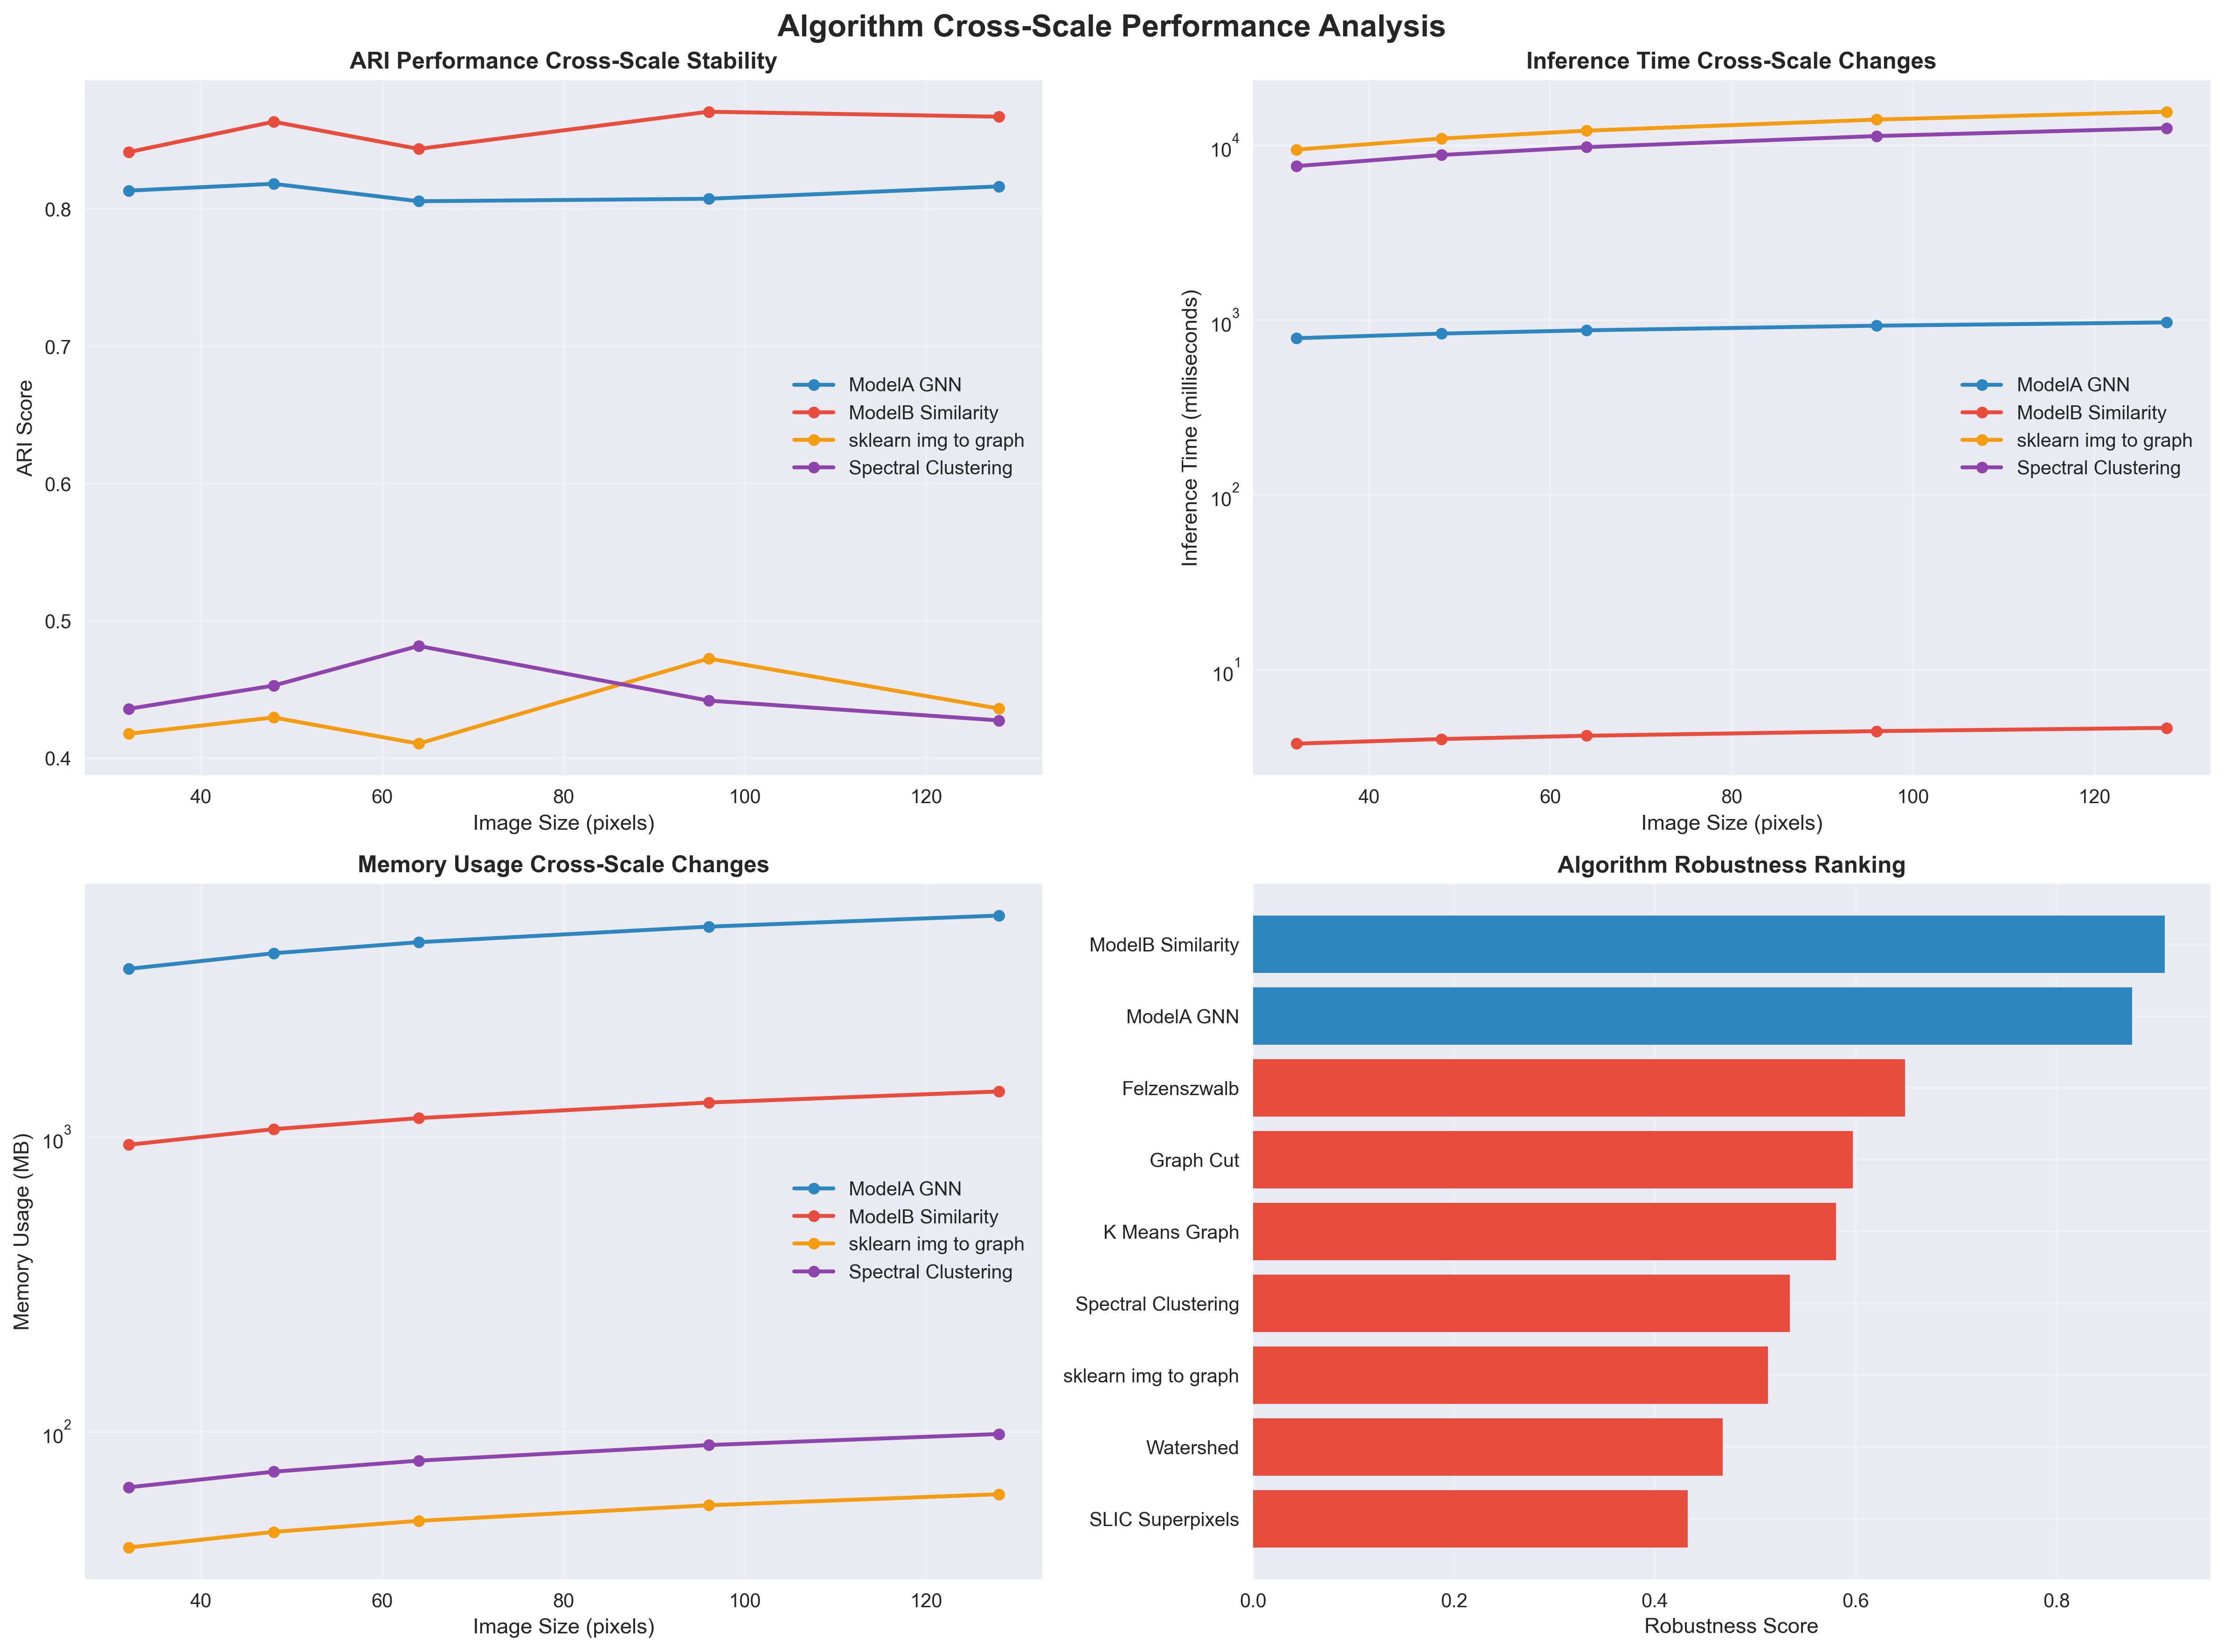 Algorithm Cross-Scale Performance Analysis
ARI Performance Cross-Scale Stability
ARI Score
0.8
0.7
0.6
0.5
0.4
ModelA GNN
ModelB Similarity
sklearn img to graph
Spectral Clustering
40 60 80 100 120
Image Size (pixels)
Inference Time Cross-Scale Changes
Inference Time (milliseconds)
10^4
10^3
10^2
10^1
ModelA GNN
ModelB Similarity
sklearn img to graph
Spectral Clustering
40 60 80 100 120
Image Size (pixels)
Memory Usage Cross-Scale Changes
Memory Usage (MB)
10^3
10^2
ModelA GNN
ModelB Similarity
sklearn img to graph
Spectral Clustering
40 60 80 100 120
Image Size (pixels)
Algorithm Robustness Ranking
ModelB Similarity
ModelA GNN
Felzenszwalb
Graph Cut
K Means Graph
Spectral Clustering
sklearn img to graph
Watershed
SLIC Superpixels
0.0 0.2 0.4 0.6 0.8
Robustness Score